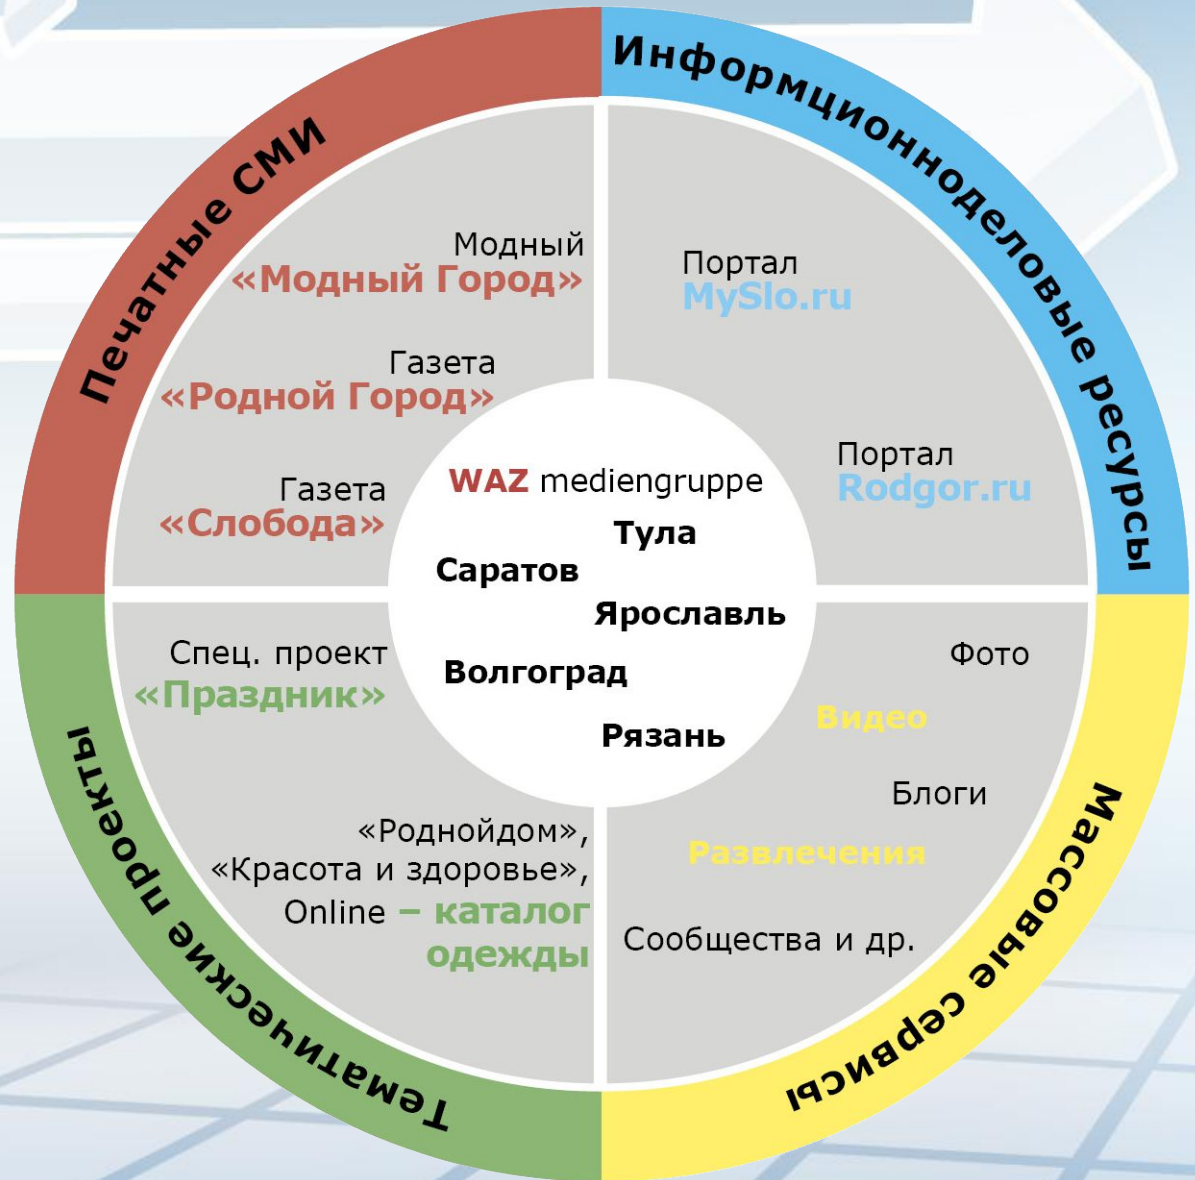 Печатные СМИ
Модный
«Модный Город»
Газета
«Родной Город»
Газета
«Слобода»
Информционноделовые ресурсы
Портал
MySlo.ru
Портал
Rodgor.ru
WAZ mediengruppe
Тула
Саратов
Ярославль
Волгоград
Рязань
Тематические проекты
Спец. проект
«Праздник»
«Роднойдом»,
«Красота и здоровье»,
Online – каталог
одежды
Массовые сервисы
Фото
Видео
Блоги
Развлечения
Сообщества и др.